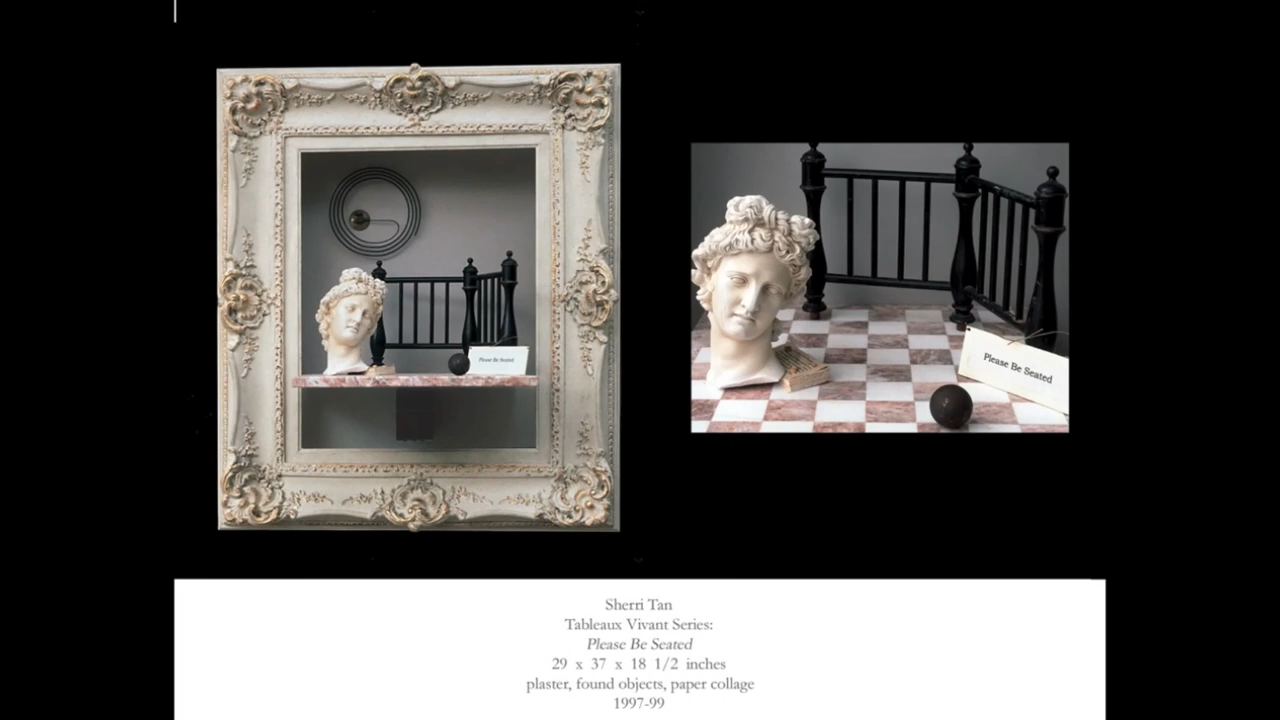 Please Be Seated
Please Be Seated
Sherri Tan
Tableaux Vivant Series:
Please Be Seated
29 x 37 x 18 1/2 inches
plaster, found objects, paper collage
1997-99